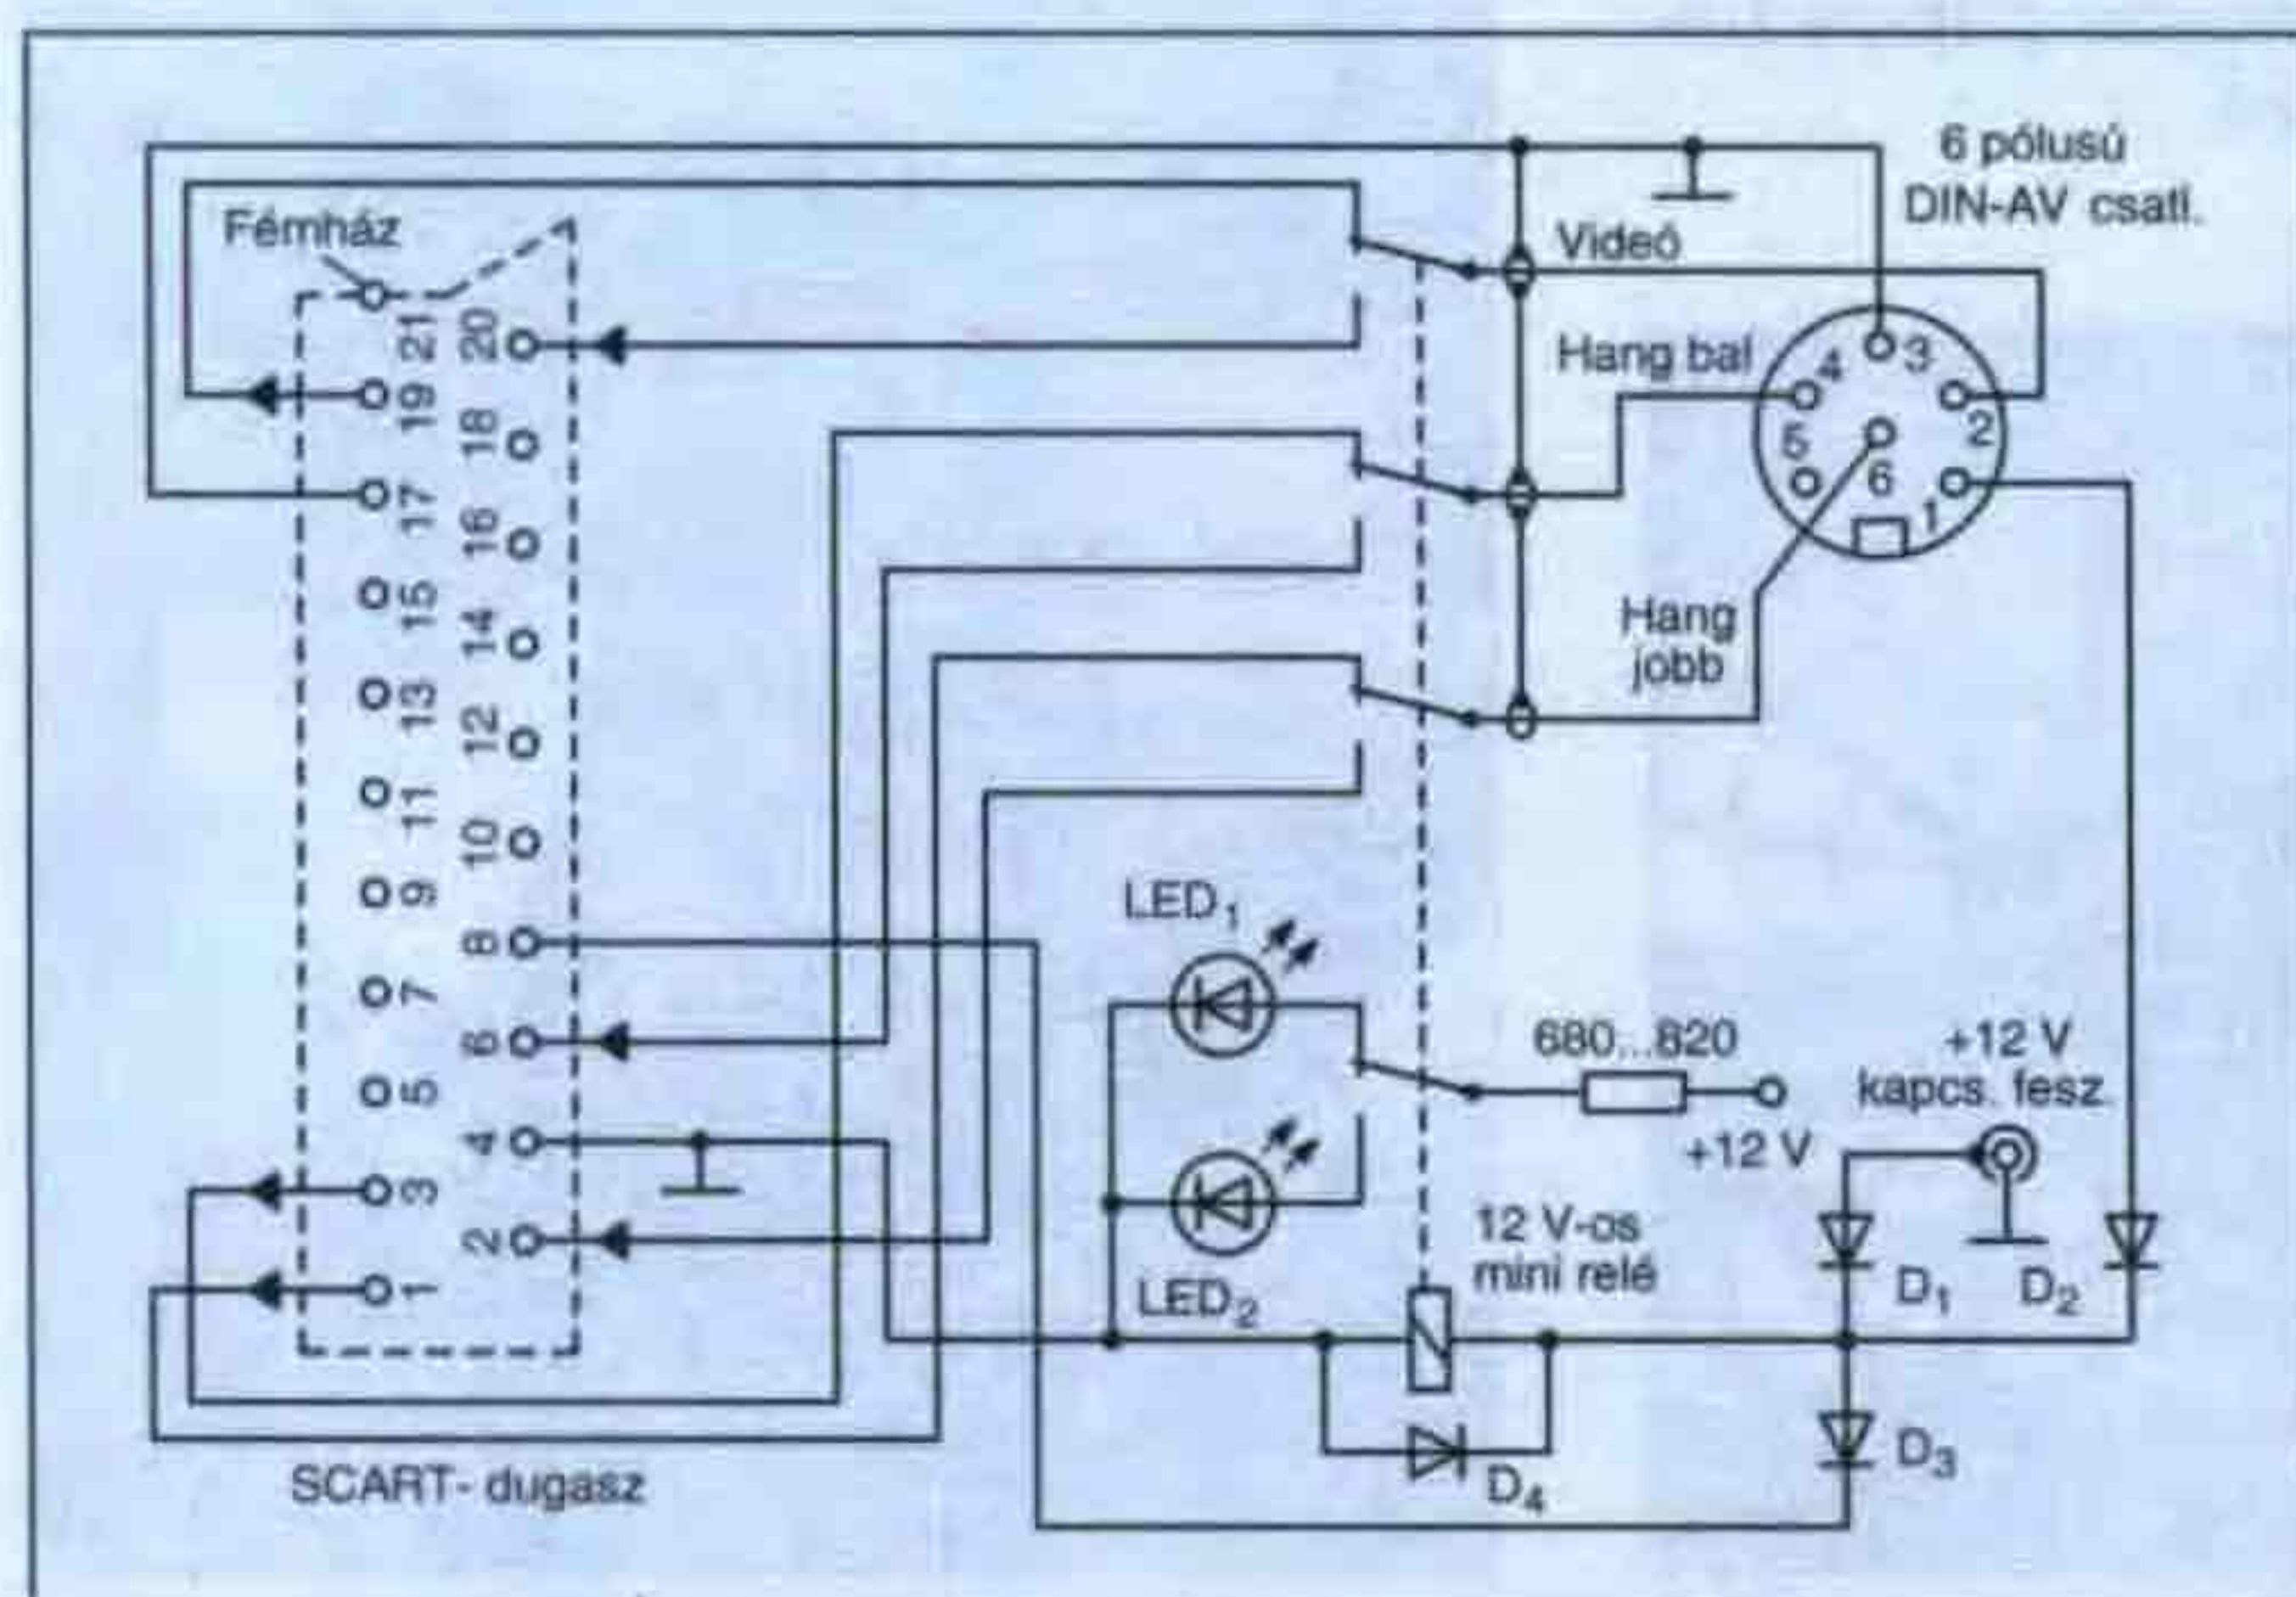 6 pólusú
DIN-AV csatl.
Fémház
Videó
Hang bal
Hang
jobb
21
19
17
15
13
11
9
7
5
3
1
20
18
16
14
12
10
8
6
4
2
4
3
5
2
6
1
LED1
680...820
+12 V
+12 V
kapcs. fesz.
LED2
12 V-os
mini relé
D1
D2
D3
D4
SCART- dugasz